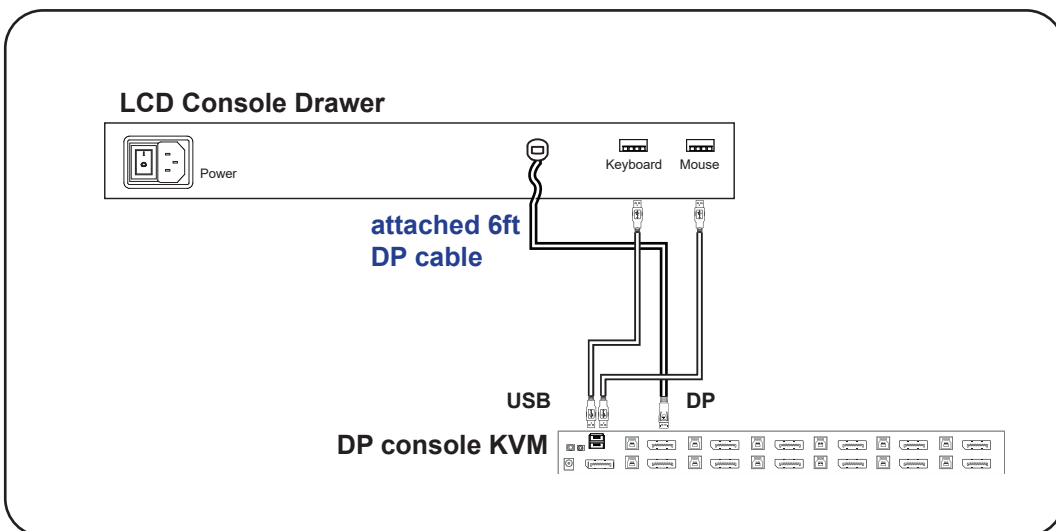 LCD Console Drawer
Power
Keyboard Mouse
attached 6ft
DP cable
USB DP
DP console KVM